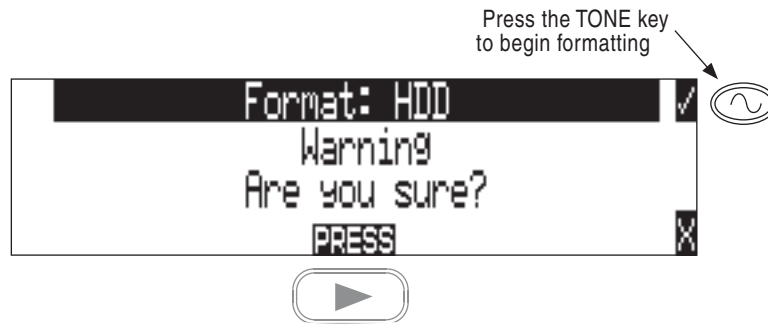 Press the TONE key
to begin formatting
Format: HDD
Warning
Are you sure?
PRESS
X